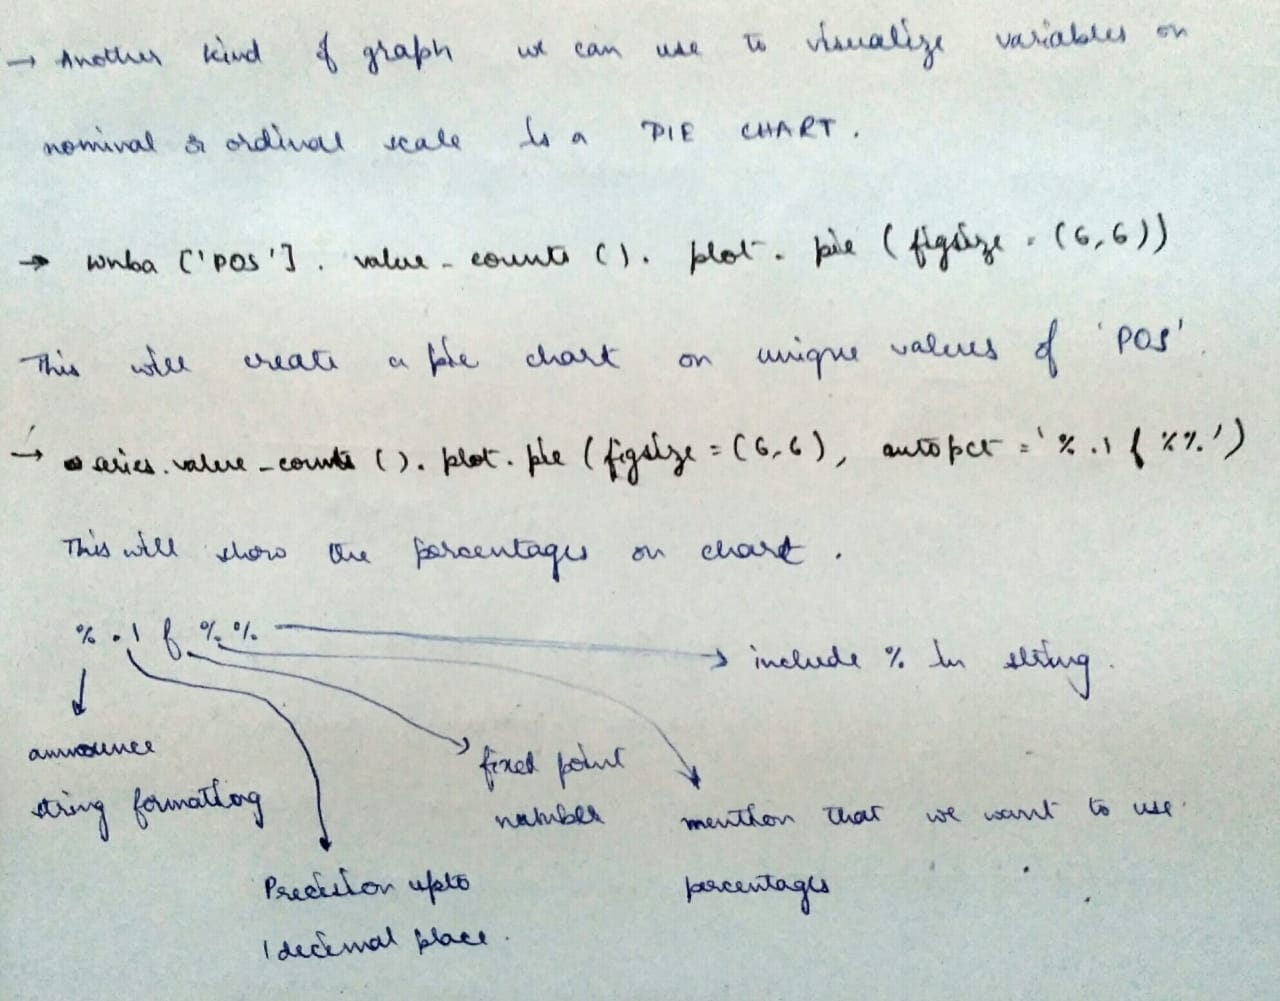 → Another kind of graph we can use to visualize variables on
nominal or ordinal scale is a PIE CHART.
→ wnba ['POS']. value_counts (). plot. pie (figsize = (6,6))
This will create a pie chart on unique values of 'POS'.
→ series.value_counts (). plot. pie (figsize = (6,6), autopct = '%.1f%%')
This will show the percentages on chart.
%.1f%%
→ include % in string.
announce
string formatting
fixed point
number
mention that we want to use
percentages
Precision upto
1 decimal place.